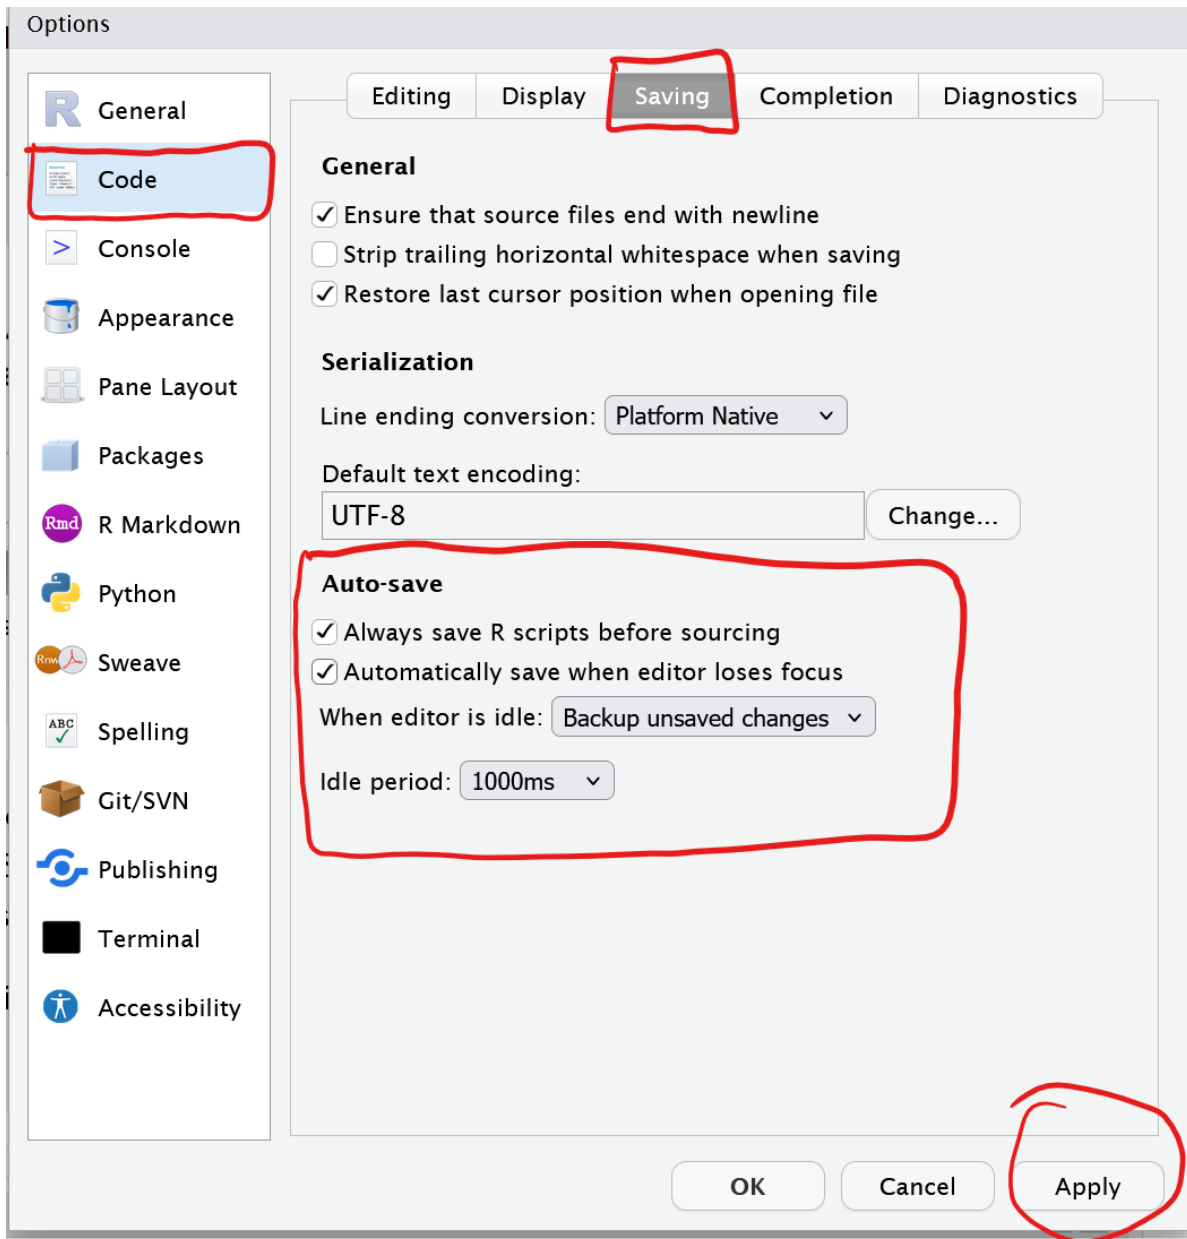 Options
General
Code
Console
Appearance
Pane Layout
Packages
Rmd R Markdown
Python
Rnw Sweave
ABC Spelling
Git/SVN
Publishing
Terminal
Accessibility
Editing Display Saving Completion Diagnostics
General
Ensure that source files end with newline
Strip trailing horizontal whitespace when saving
Restore last cursor position when opening file
Serialization
Line ending conversion: Platform Native
Default text encoding:
UTF-8 Change...
Auto-save
Always save R scripts before sourcing
Automatically save when editor loses focus
When editor is idle: Backup unsaved changes
Idle period: 1000ms
OK Cancel Apply